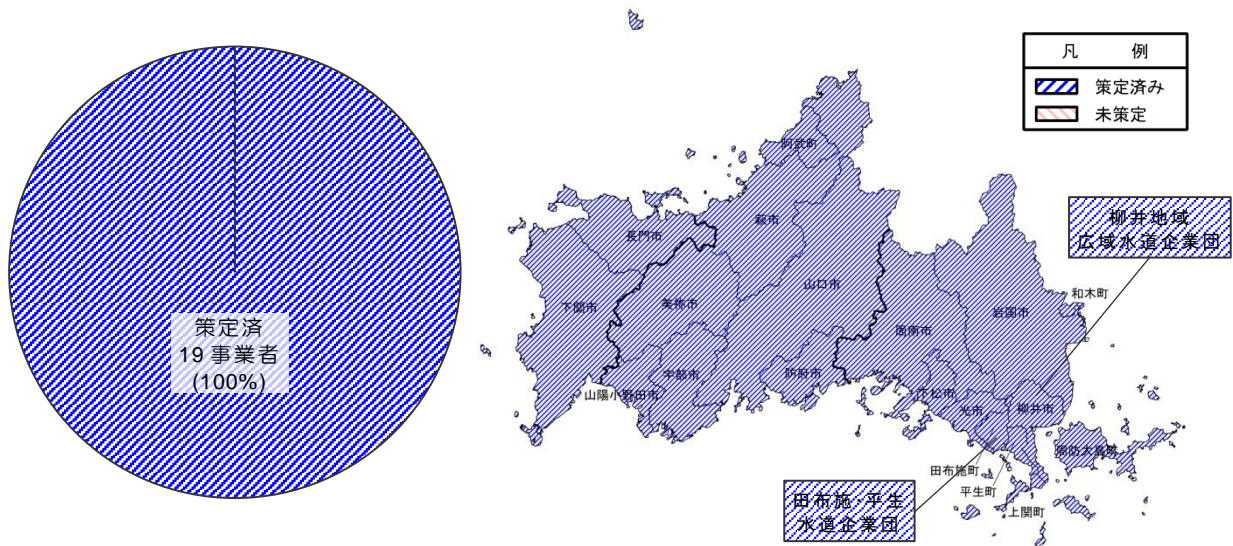 策定済
19 事業者
(100%)
凡 例
策定済み
未策定
阿武町
萩市
長門市
山口市
下関市
美祢市
和木町
岩国市
周南市
宇部市
防府市
山陽小野田市
下松市
光市
柳井市
周防大島町
田布施町
平生町
上関町
柳井地域
広域水道企業団
田布施・平生
水道企業団